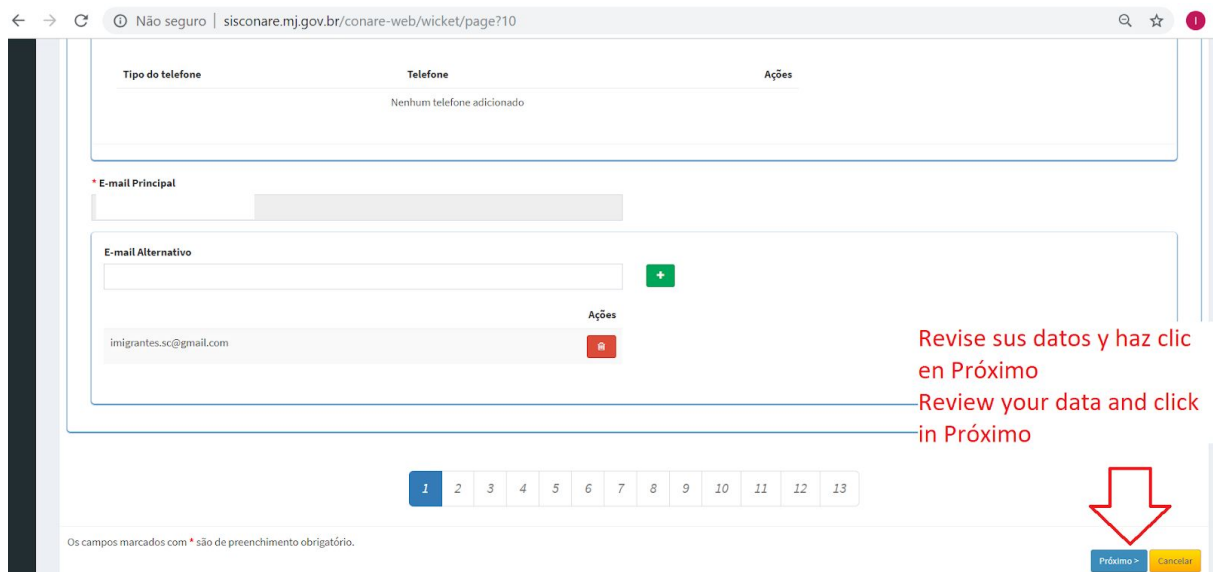 Não seguro | sisconare.mj.gov.br/conare-web/wicket/page?10
I
Tipo do telefone Telefone Ações
Nenhum telefone adicionado
* E-mail Principal
E-mail Alternativo
+
Ações
imigrantes.sc@gmail.com
Revise sus datos y haz clic
en Próximo
Review your data and click
in Próximo
1 2 3 4 5 6 7 8 9 10 11 12 13
Os campos marcados com * são de preenchimento obrigatório.
Próximo > Cancelar